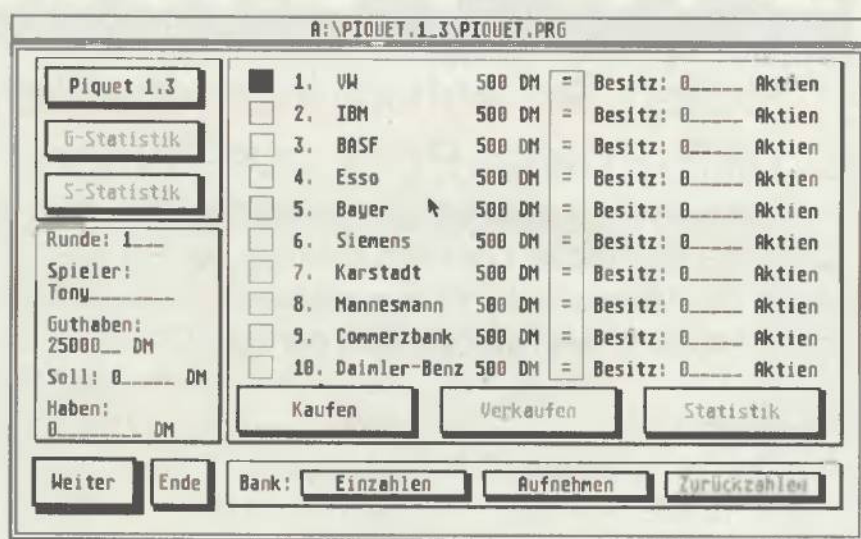 A:\PIQUET.1_3\PIQUET.PRG
Piquet 1.3
G-Statistik
S-Statistik
Runde: 1___
Spieler:
Tony_________
Guthaben:
25000__ DM
Soll: 0_____ DM
Haben:
0________ DM
1. VW 500 DM = Besitz: 0_____ Aktien
2. IBM 500 DM = Besitz: 0_____ Aktien
3. BASF 500 DM = Besitz: 0_____ Aktien
4. Esso 500 DM = Besitz: 0_____ Aktien
5. Bayer 500 DM = Besitz: 0_____ Aktien
6. Siemens 500 DM = Besitz: 0_____ Aktien
7. Karstadt 500 DM = Besitz: 0_____ Aktien
8. Mannesmann 500 DM = Besitz: 0_____ Aktien
9. Commerzbank 500 DM = Besitz: 0_____ Aktien
10. Daimler-Benz 500 DM = Besitz: 0_____ Aktien
Kaufen Verkaufen Statistik
Weiter Ende Bank: Einzahlen Aufnehmen Zurückzahlen